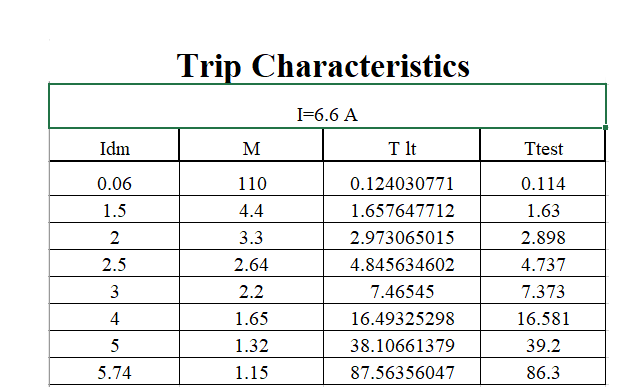 Trip Characteristics
I=6.6 A
Idm M T lt Ttest
0.06 110 0.124030771 0.114
1.5 4.4 1.657647712 1.63
2 3.3 2.973065015 2.898
2.5 2.64 4.845634602 4.737
3 2.2 7.46545 7.373
4 1.65 16.49325298 16.581
5 1.32 38.10661379 39.2
5.74 1.15 87.56356047 86.3